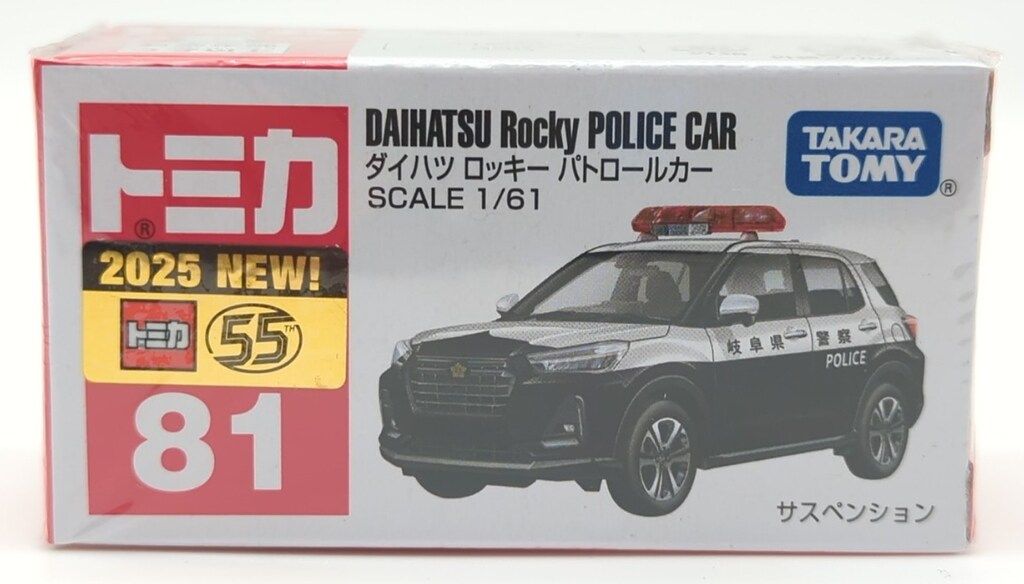 トミカ
®
2025 NEW!
トミカ
55TH
81
DAIHATSU Rocky POLICE CAR
ダイハツ ロッキー パトロールカー
SCALE 1/61
TAKARA
TOMY
®
岐阜県 警察
POLICE
サスペンション